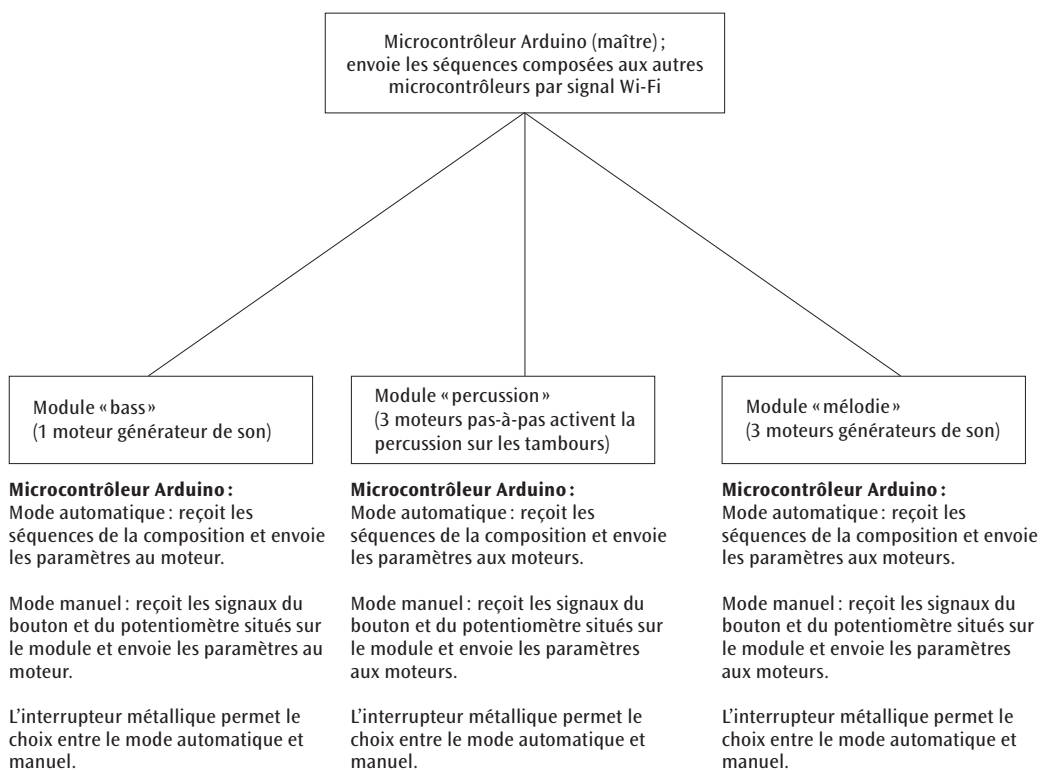 Microcontrôleur Arduino (maître) ;
envoie les séquences composées aux autres
microcontrôleurs par signal Wi-Fi
Module « bass »
(1 moteur générateur de son)
Microcontrôleur Arduino :
Mode automatique : reçoit les
séquences de la composition et envoie
les paramètres au moteur.
Mode manuel : reçoit les signaux du
bouton et du potentiomètre situés sur
le module et envoie les paramètres au
moteur.
L’interrupteur métallique permet le
choix entre le mode automatique et
manuel.
Module « percussion »
(3 moteurs pas-à-pas activent la
percussion sur les tambours)
Microcontrôleur Arduino :
Mode automatique : reçoit les
séquences de la composition et envoie
les paramètres aux moteurs.
Mode manuel : reçoit les signaux du
bouton et du potentiomètre situés sur
le module et envoie les paramètres
aux moteurs.
L’interrupteur métallique permet le
choix entre le mode automatique et
manuel.
Module « mélodie »
(3 moteurs générateurs de son)
Microcontrôleur Arduino :
Mode automatique : reçoit les
séquences de la composition et envoie
les paramètres aux moteurs.
Mode manuel : reçoit les signaux du
bouton et du potentiomètre situés sur
le module et envoie les paramètres
aux moteurs.
L’interrupteur métallique permet le
choix entre le mode automatique et
manuel.